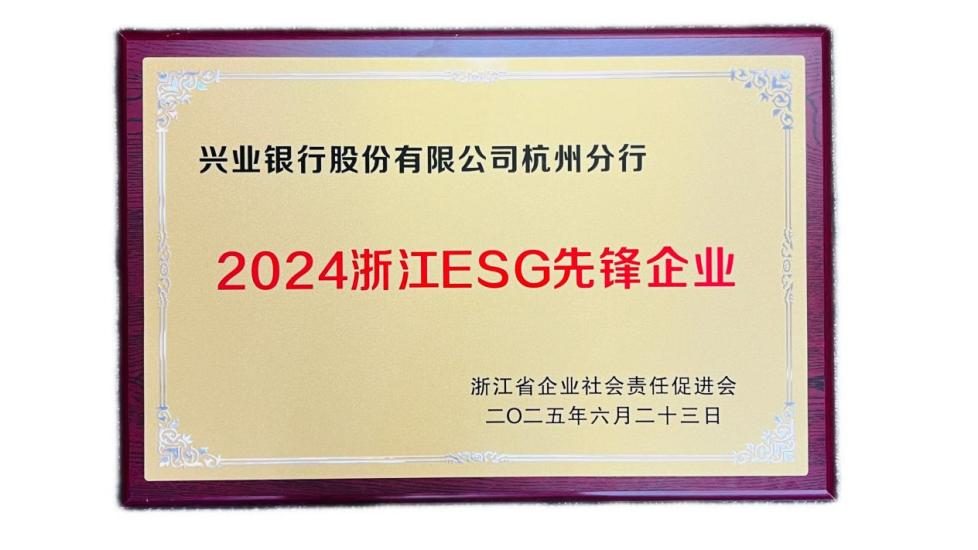 兴业银行股份有限公司杭州分行
2024浙江ESG先锋企业
浙江省企业社会责任促进会
二〇二五年六月二十三日